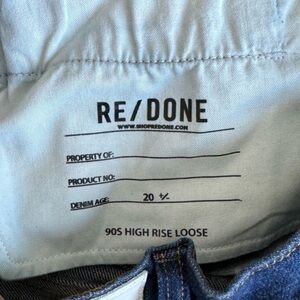 RE/DONE
WWW.SHOPREDONE.COM
PROPERTY OF:
PRODUCT NO:
DENIM AGE: 20 +/-
90S HIGH RISE LOOSE